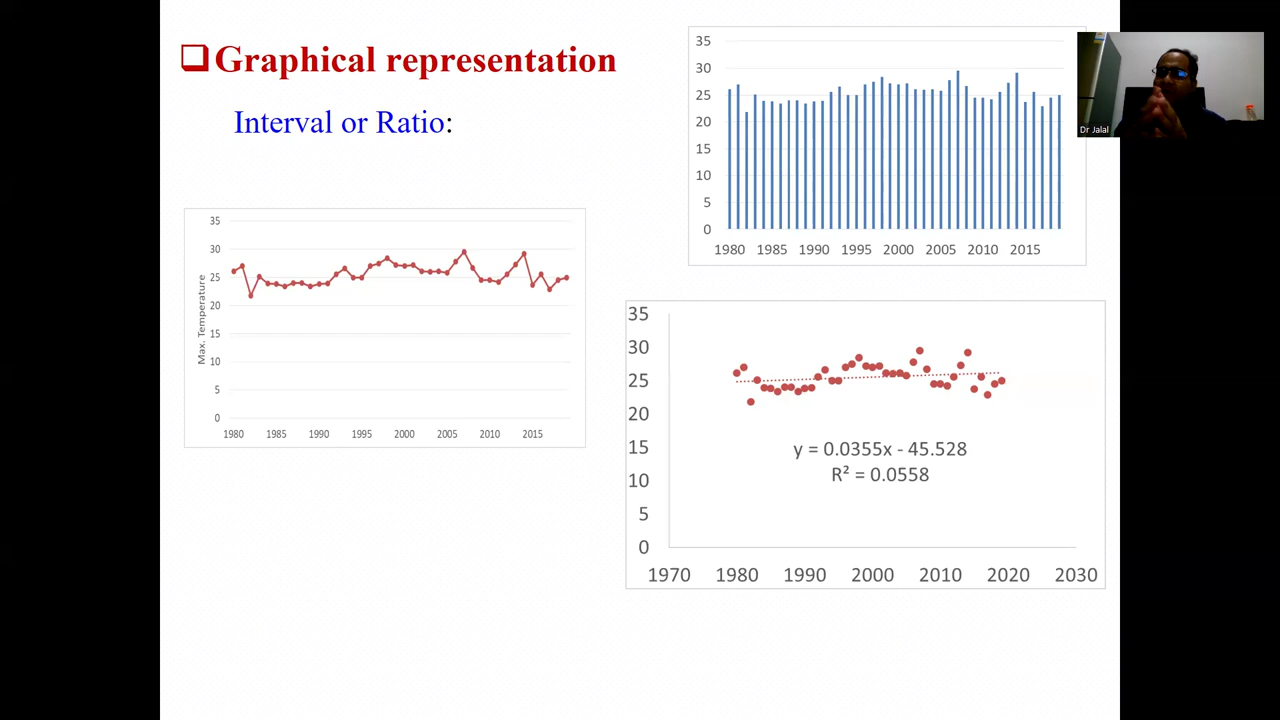 ❑Graphical representation
Interval or Ratio:
35
30
25
20
15
10
5
0
1980 1985 1990 1995 2000 2005 2010 2015
Dr Jalal
Max. Temperature
35
30
25
20
15
10
5
0
1980 1985 1990 1995 2000 2005 2010 2015
35
30
25
20
15
10
5
0
y = 0.0355x - 45.528
R² = 0.0558
1970 1980 1990 2000 2010 2020 2030